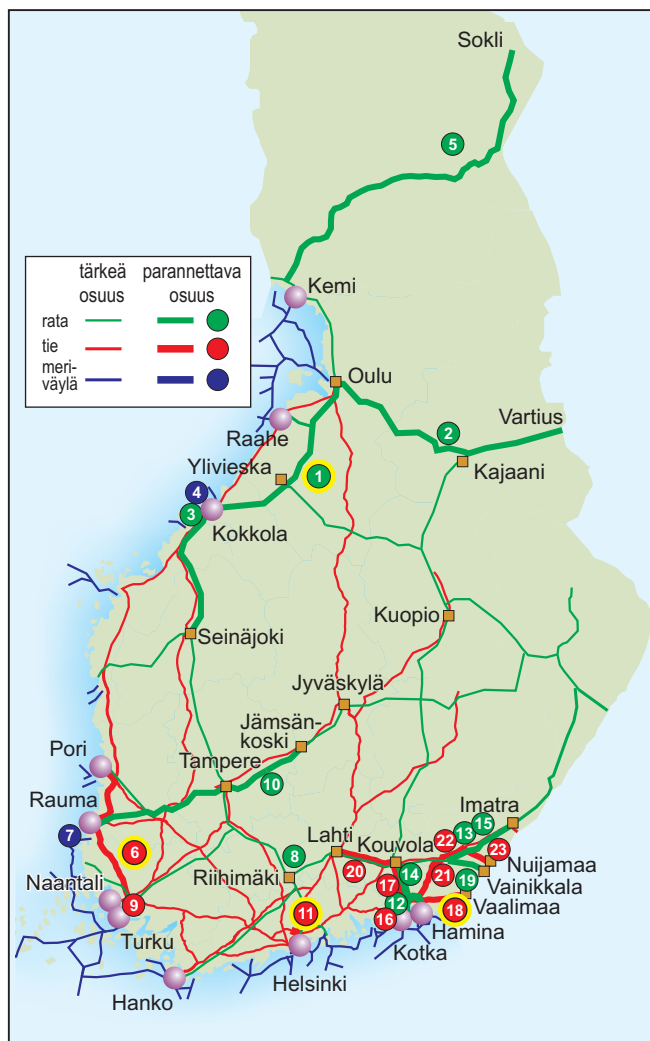 Sokli
5
tärkeä parannettava
osuus osuus
rata
tie
meri-
väylä
Kemi
Oulu
Vartius
2
Raahe
Kajaani
Ylivieska
1
4
3
Kokkola
Kuopio
Seinäjoki
Jyväskylä
Jämsän-
koski
Pori
Tampere
10
Rauma
Imatra
15
7
13
22
6
Lahti
Kouvola
23
8
Nuijamaa
Riihimäki
20
14
21
Vainikkala
Naantali
17
19
9
12
Vaalimaa
11
16
18
Turku
Hamina
Kotka
Helsinki
Hanko